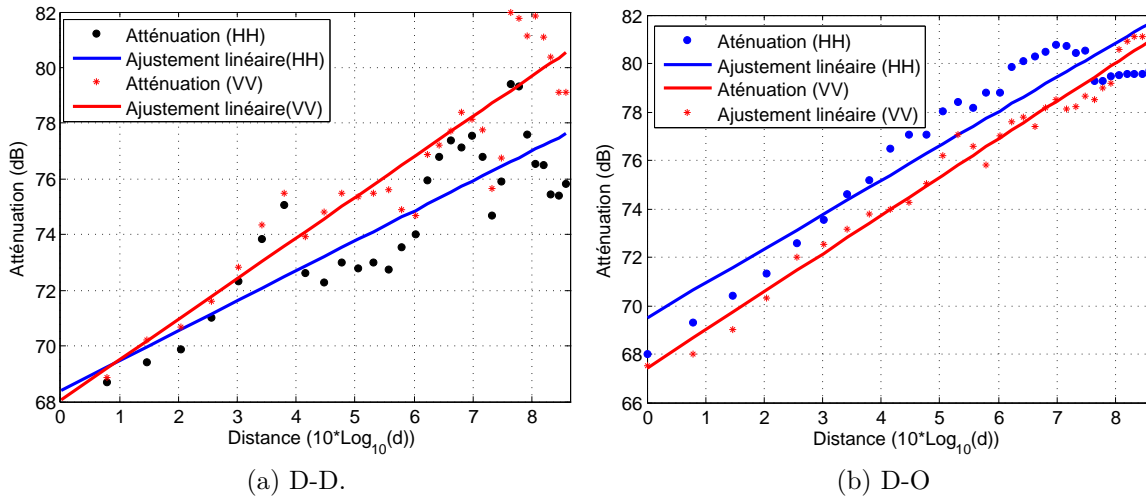 82
80
78
76
74
72
70
68
Atténuation (dB)
Atténuation (HH)
Ajustement linéaire(HH)
Atténuation (VV)
Ajustement linéaire(VV)
0 1 2 3 4 5 6 7 8
Distance (10*Log10(d))
(a) D-D.
82
80
78
76
74
72
70
68
66
Atténuation (dB)
Aténuation (HH)
Ajustement linéaire (HH)
Atténuation (VV)
Ajustement linéaire (VV)
0 1 2 3 4 5 6 7 8
Distance (10*Log10(d))
(b) D-O